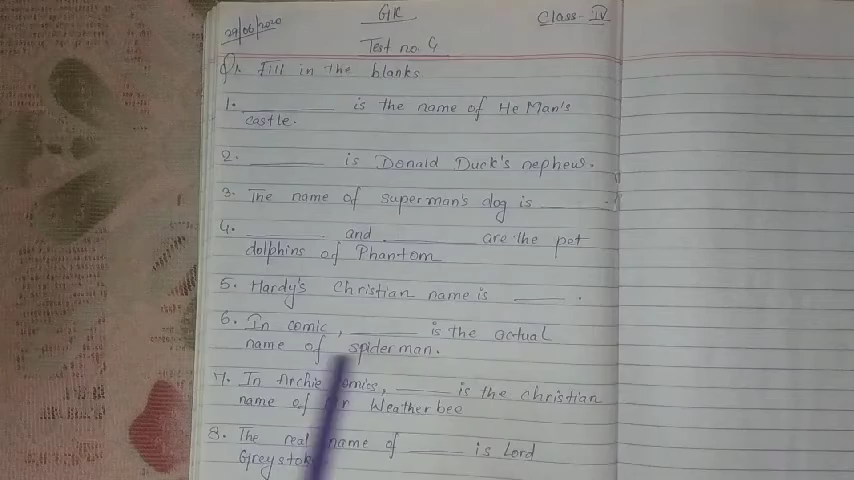 29/06/2020
GK
Class-IV
Test no. 4
Q1. Fill in the blanks
1. ________ is the name of He Man's
castle.
2. ________ is Donald Duck's nepheus.
3. The name of superman's dog is ________.
4. ________ and ________ are the pet
dolphins of Phantom
5. Hardy's Christian name is ________.
6. In comic, ________ is the actual
name of spiderman.
7. In Archie comics, ________ is the christian
name of Weatherbee
8. The real name of ________ is Lord
Greystok